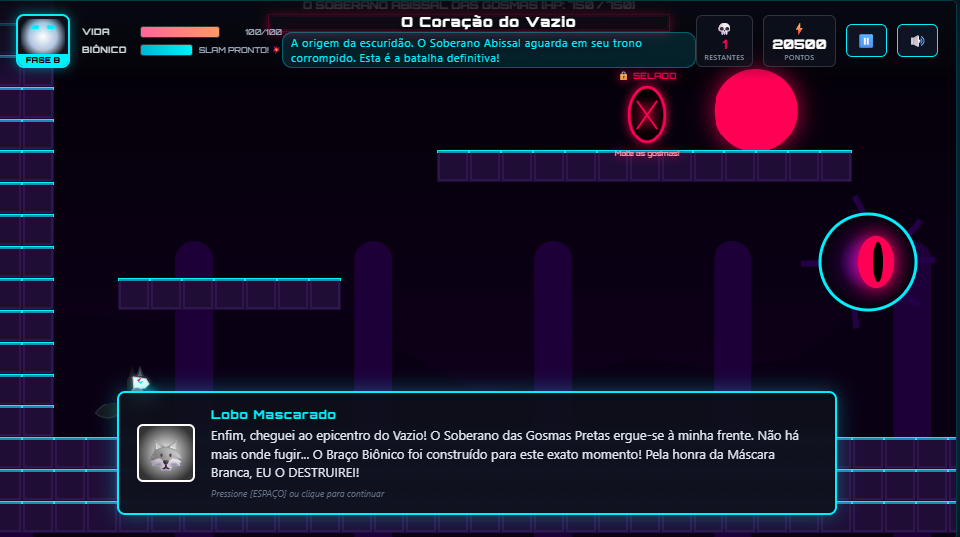 O SOBERANO ABISSAL DAS GOSMAS (HP: 750 / 750)
O Coração do Vazio
A origem da escuridão. O Soberano Abissal aguarda em seu trono
corrompido. Esta é a batalha definitiva!
FASE 8
VIDA
100/100
BIÔNICO
SLAM PRONTO!
1
RESTANTES
20500
PONTOS
SELADO
Mate as gosmas!
Lobo Mascarado
Enfim, cheguei ao epicentro do Vazio! O Soberano das Gosmas Pretas ergue-se à minha frente. Não há
mais onde fugir... O Braço Biônico foi construído para este exato momento! Pela honra da Máscara
Branca, EU O DESTRUIREI!
Pressione [ESPAÇO] ou clique para continuar